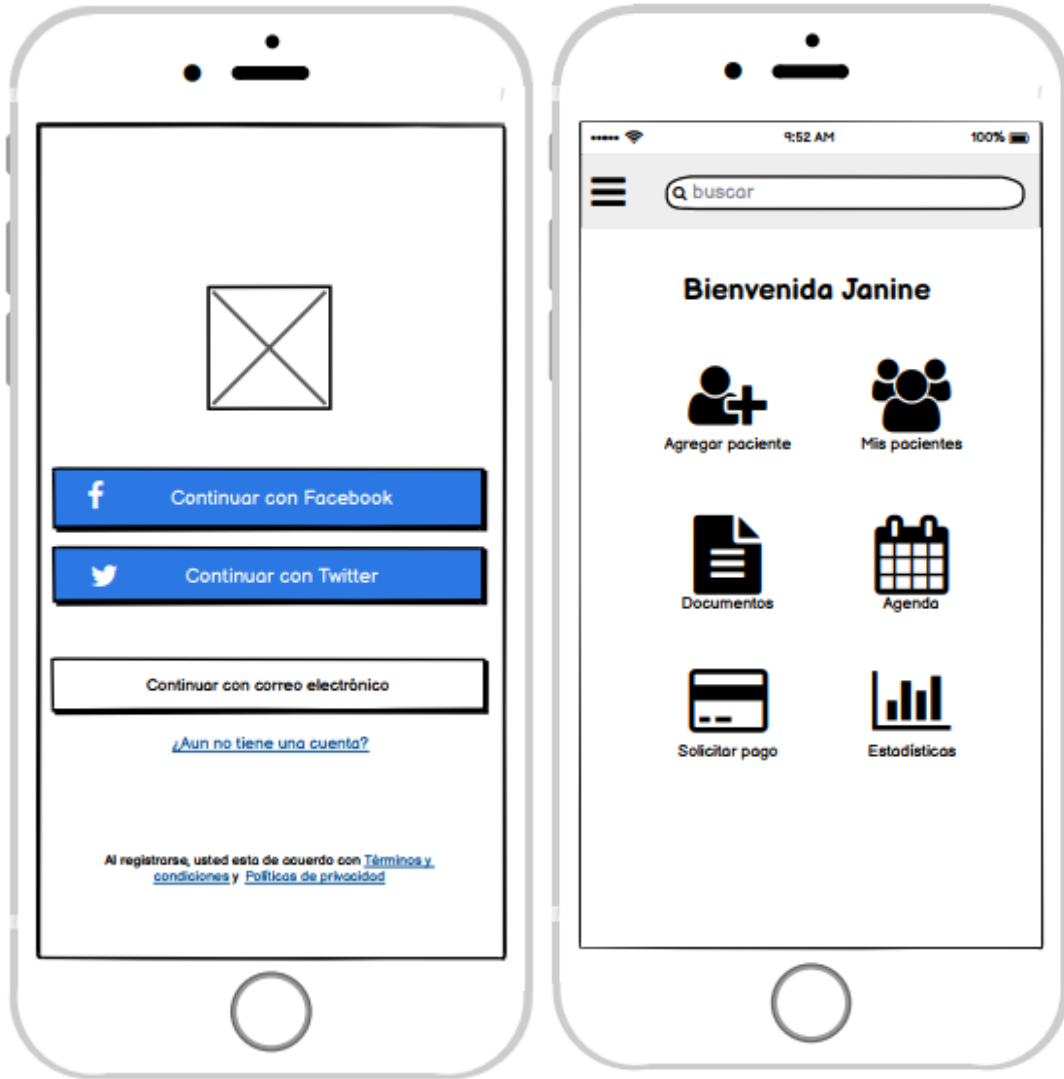 Continuar con Facebook
Continuar con Twitter
Continuar con correo electrónico
¿Aun no tiene una cuenta?
Al registrarse, usted esta de acuerdo con Términos y
condiciones y Políticas de privacidad
9:52 AM
100%
buscar
Bienvenida Janine
Agregar paciente
Mis pacientes
Documentos
Agenda
Solicitar pago
Estadísticas